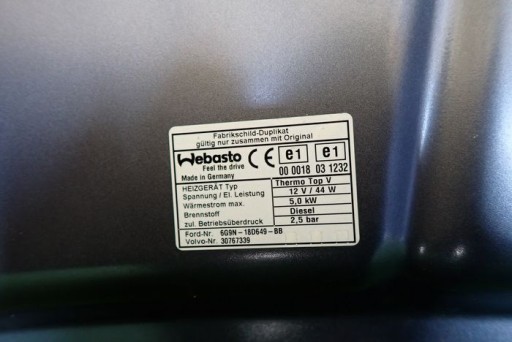 Fabrikschild-Duplikat
gültig nur zusammen mit Original
Webasto CE e1 e1
Feel the drive 00 0018 03 1232
Made in Germany
HEIZGERÄT Typ Thermo Top V
Spannung / El. Leistung 12 V / 44 W
Wärmestrom max. 5,0 kW
Brennstoff Diesel
zul. Betriebsüberdruck 2,5 bar
Ford-Nr. 6G9N-18D649-BB
Volvo-Nr. 30767339